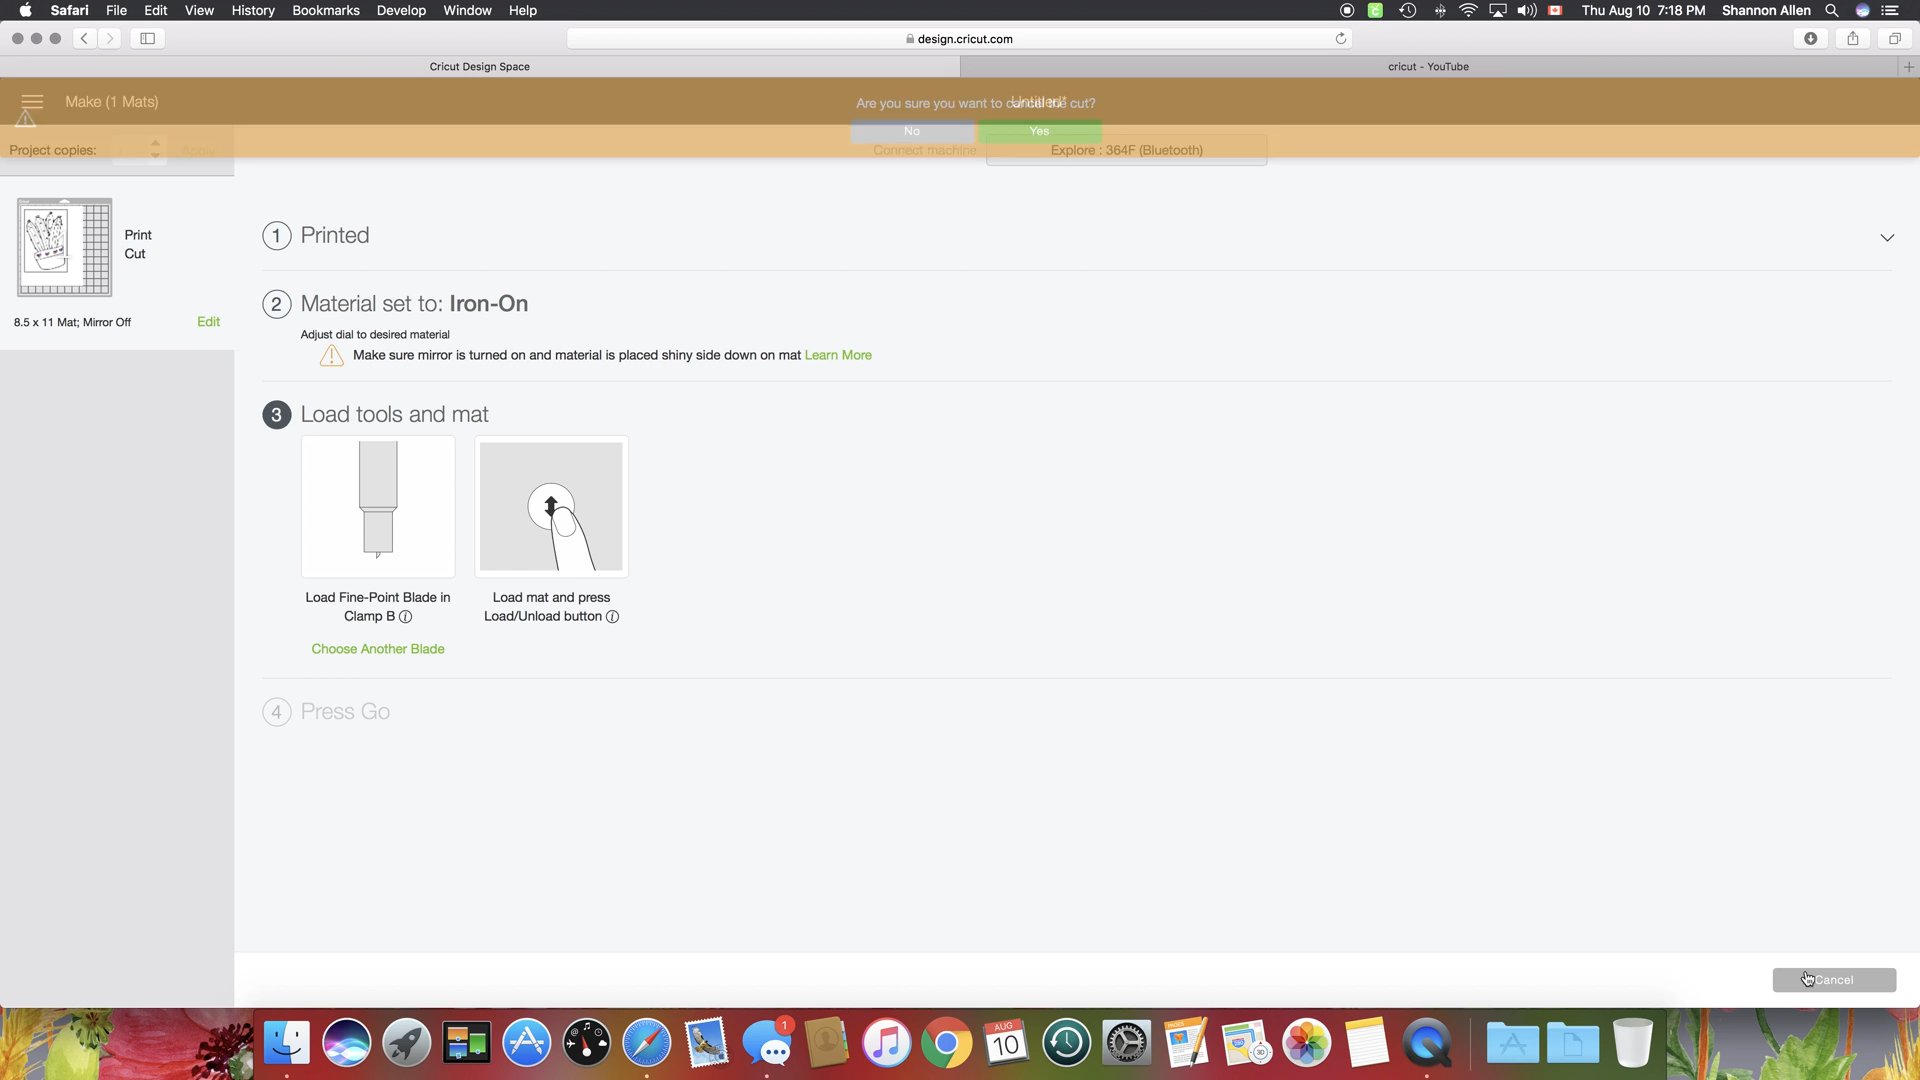 Safari File Edit View History Bookmarks Develop Window Help Thu Aug 10 7:18 PM Shannon Allen
design.cricut.com
Cricut Design Space cricut - YouTube
Make (1 Mats) Untitled*
Are you sure you want to cancel the cut?
No Yes
Project copies: Apply Connect machine Explore : 364F (Bluetooth)
Print
Cut
8.5 x 11 Mat; Mirror Off Edit
1 Printed
2 Material set to: Iron-On
Adjust dial to desired material
Make sure mirror is turned on and material is placed shiny side down on mat Learn More
3 Load tools and mat
Load Fine-Point Blade in
Clamp B
Load mat and press
Load/Unload button
Choose Another Blade
4 Press Go
Cancel
1
AUG
10